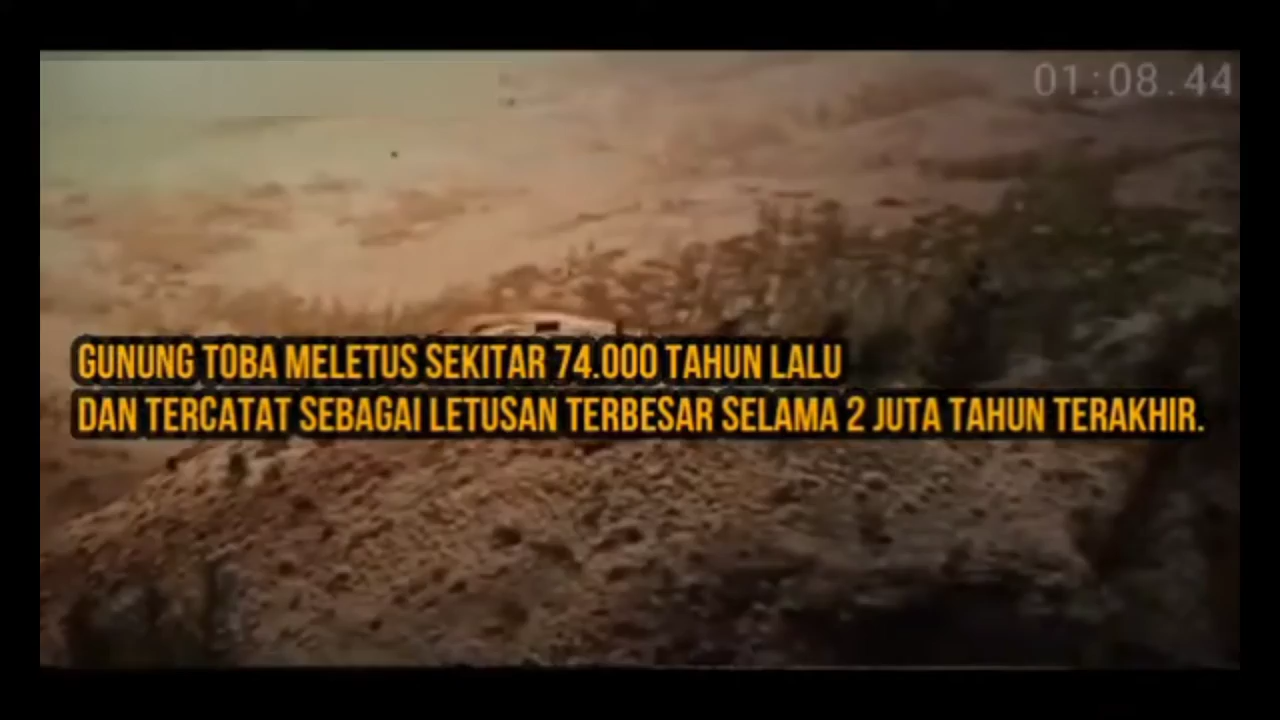 01:08.44
GUNUNG TOBA MELETUS SEKITAR 74.000 TAHUN LALU
DAN TERCATAT SEBAGAI LETUSAN TERBESAR SELAMA 2 JUTA TAHUN TERAKHIR.